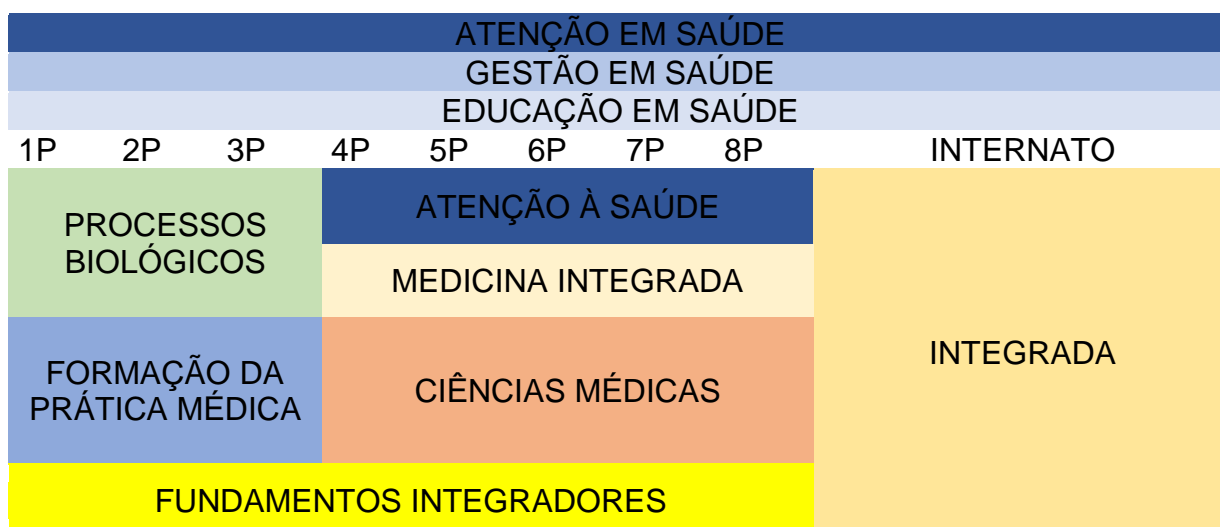 ATENÇÃO EM SAÚDE
GESTÃO EM SAÚDE
EDUCAÇÃO EM SAÚDE
1P 2P 3P 4P 5P 6P 7P 8P INTERNATO
PROCESSOS
BIOLÓGICOS
ATENÇÃO À SAÚDE
MEDICINA INTEGRADA
FORMAÇÃO DA
PRÁTICA MÉDICA
CIÊNCIAS MÉDICAS
INTEGRADA
FUNDAMENTOS INTEGRADORES